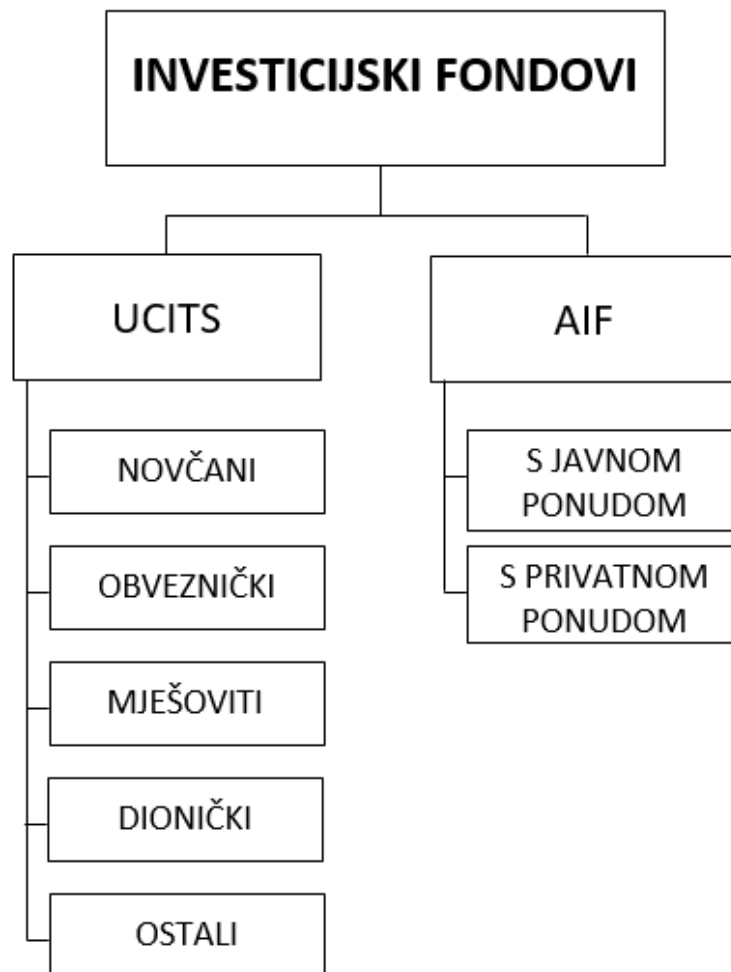 INVESTICIJSKI FONDOVI
UCITS
NOVČANI
OBVEZNIČKI
MJEŠOVITI
DIONIČKI
OSTALI
AIF
S JAVNOM
PONUDOM
S PRIVATNOM
PONUDOM